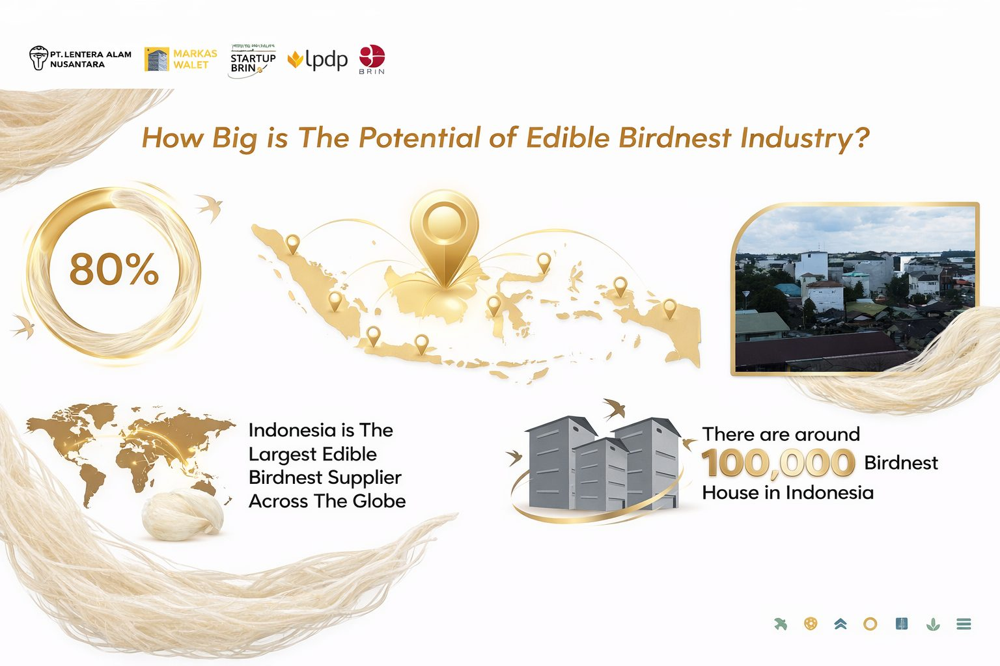 PT. LENTERA ALAM
NUSANTARA
MARKAS
WALET
STARTUP
BRIN
lpdp
BRIN
How Big is The Potential of Edible Birdnest Industry?
80%
Indonesia is The
Largest Edible
Birdnest Supplier
Across The Globe
There are around
100,000 Birdnest
House in Indonesia